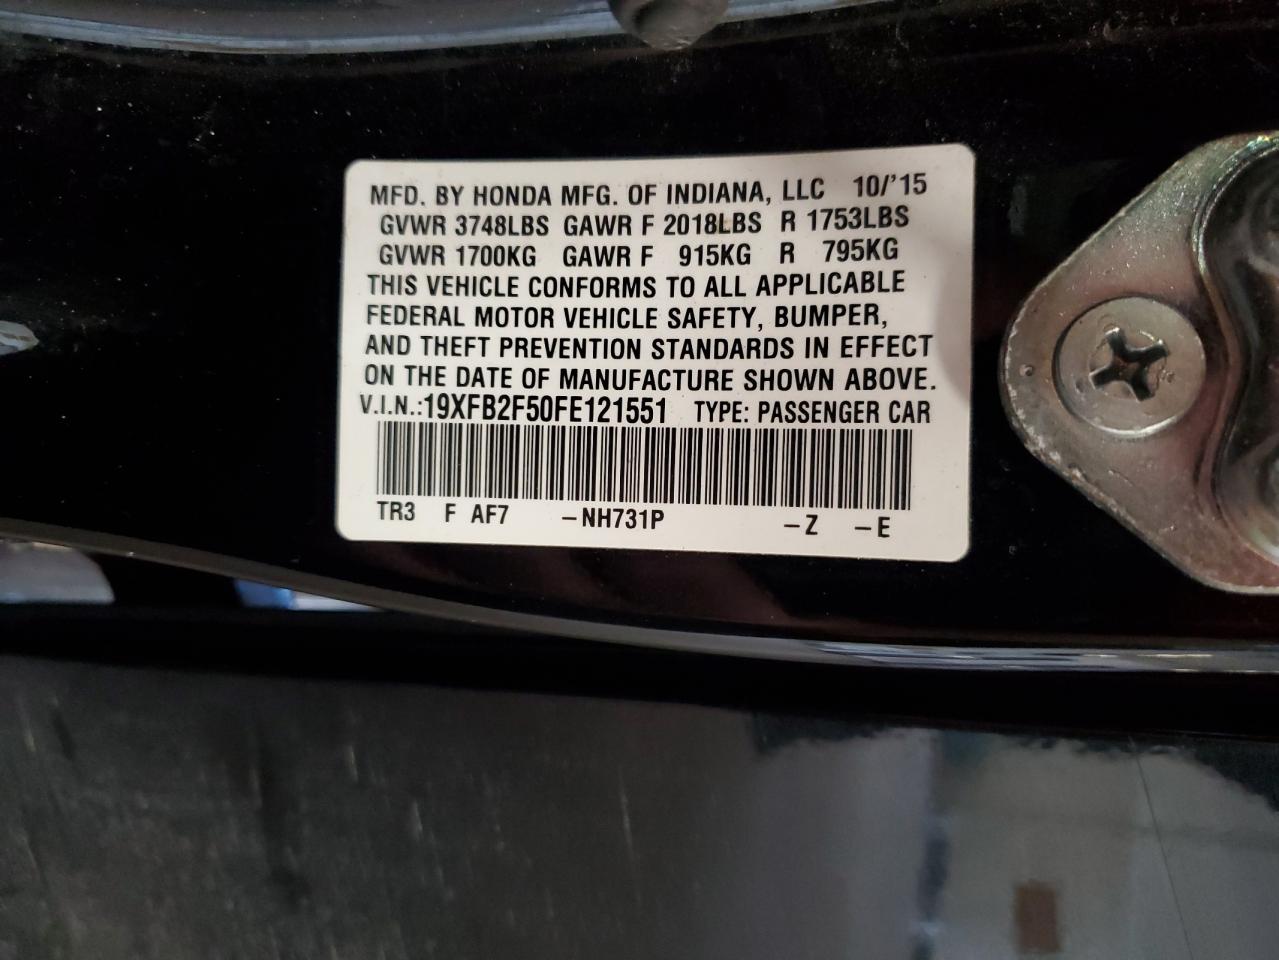 MFD. BY HONDA MFG. OF INDIANA, LLC 10/'15
GVWR 3748LBS GAWR F 2018LBS R 1753LBS
GVWR 1700KG GAWR F 915KG R 795KG
THIS VEHICLE CONFORMS TO ALL APPLICABLE
FEDERAL MOTOR VEHICLE SAFETY, BUMPER,
AND THEFT PREVENTION STANDARDS IN EFFECT
ON THE DATE OF MANUFACTURE SHOWN ABOVE.
V.I.N.:19XFB2F50FE121551 TYPE: PASSENGER CAR
TR3 F AF7 –NH731P –Z –E